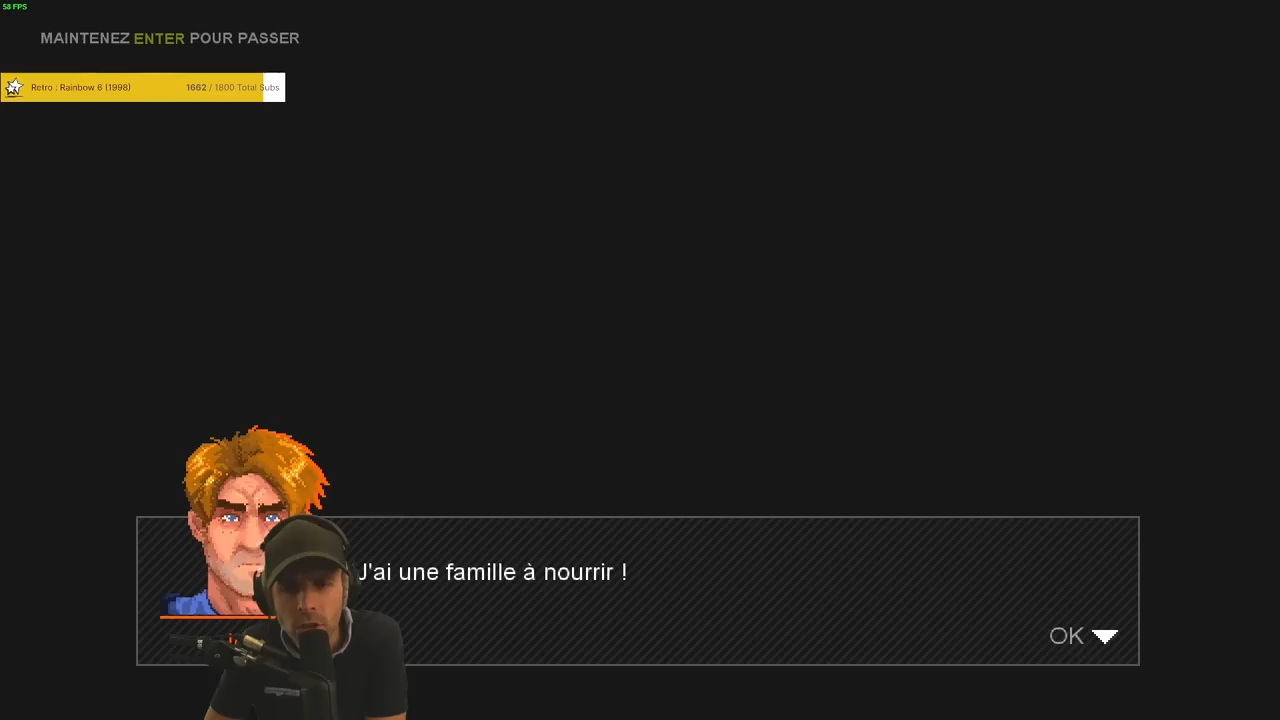 58 FPS
MAINTENEZ ENTER POUR PASSER
Retro : Rainbow 6 (1998) 1662 / 1800 Total Subs
J'ai une famille à nourrir !
OK